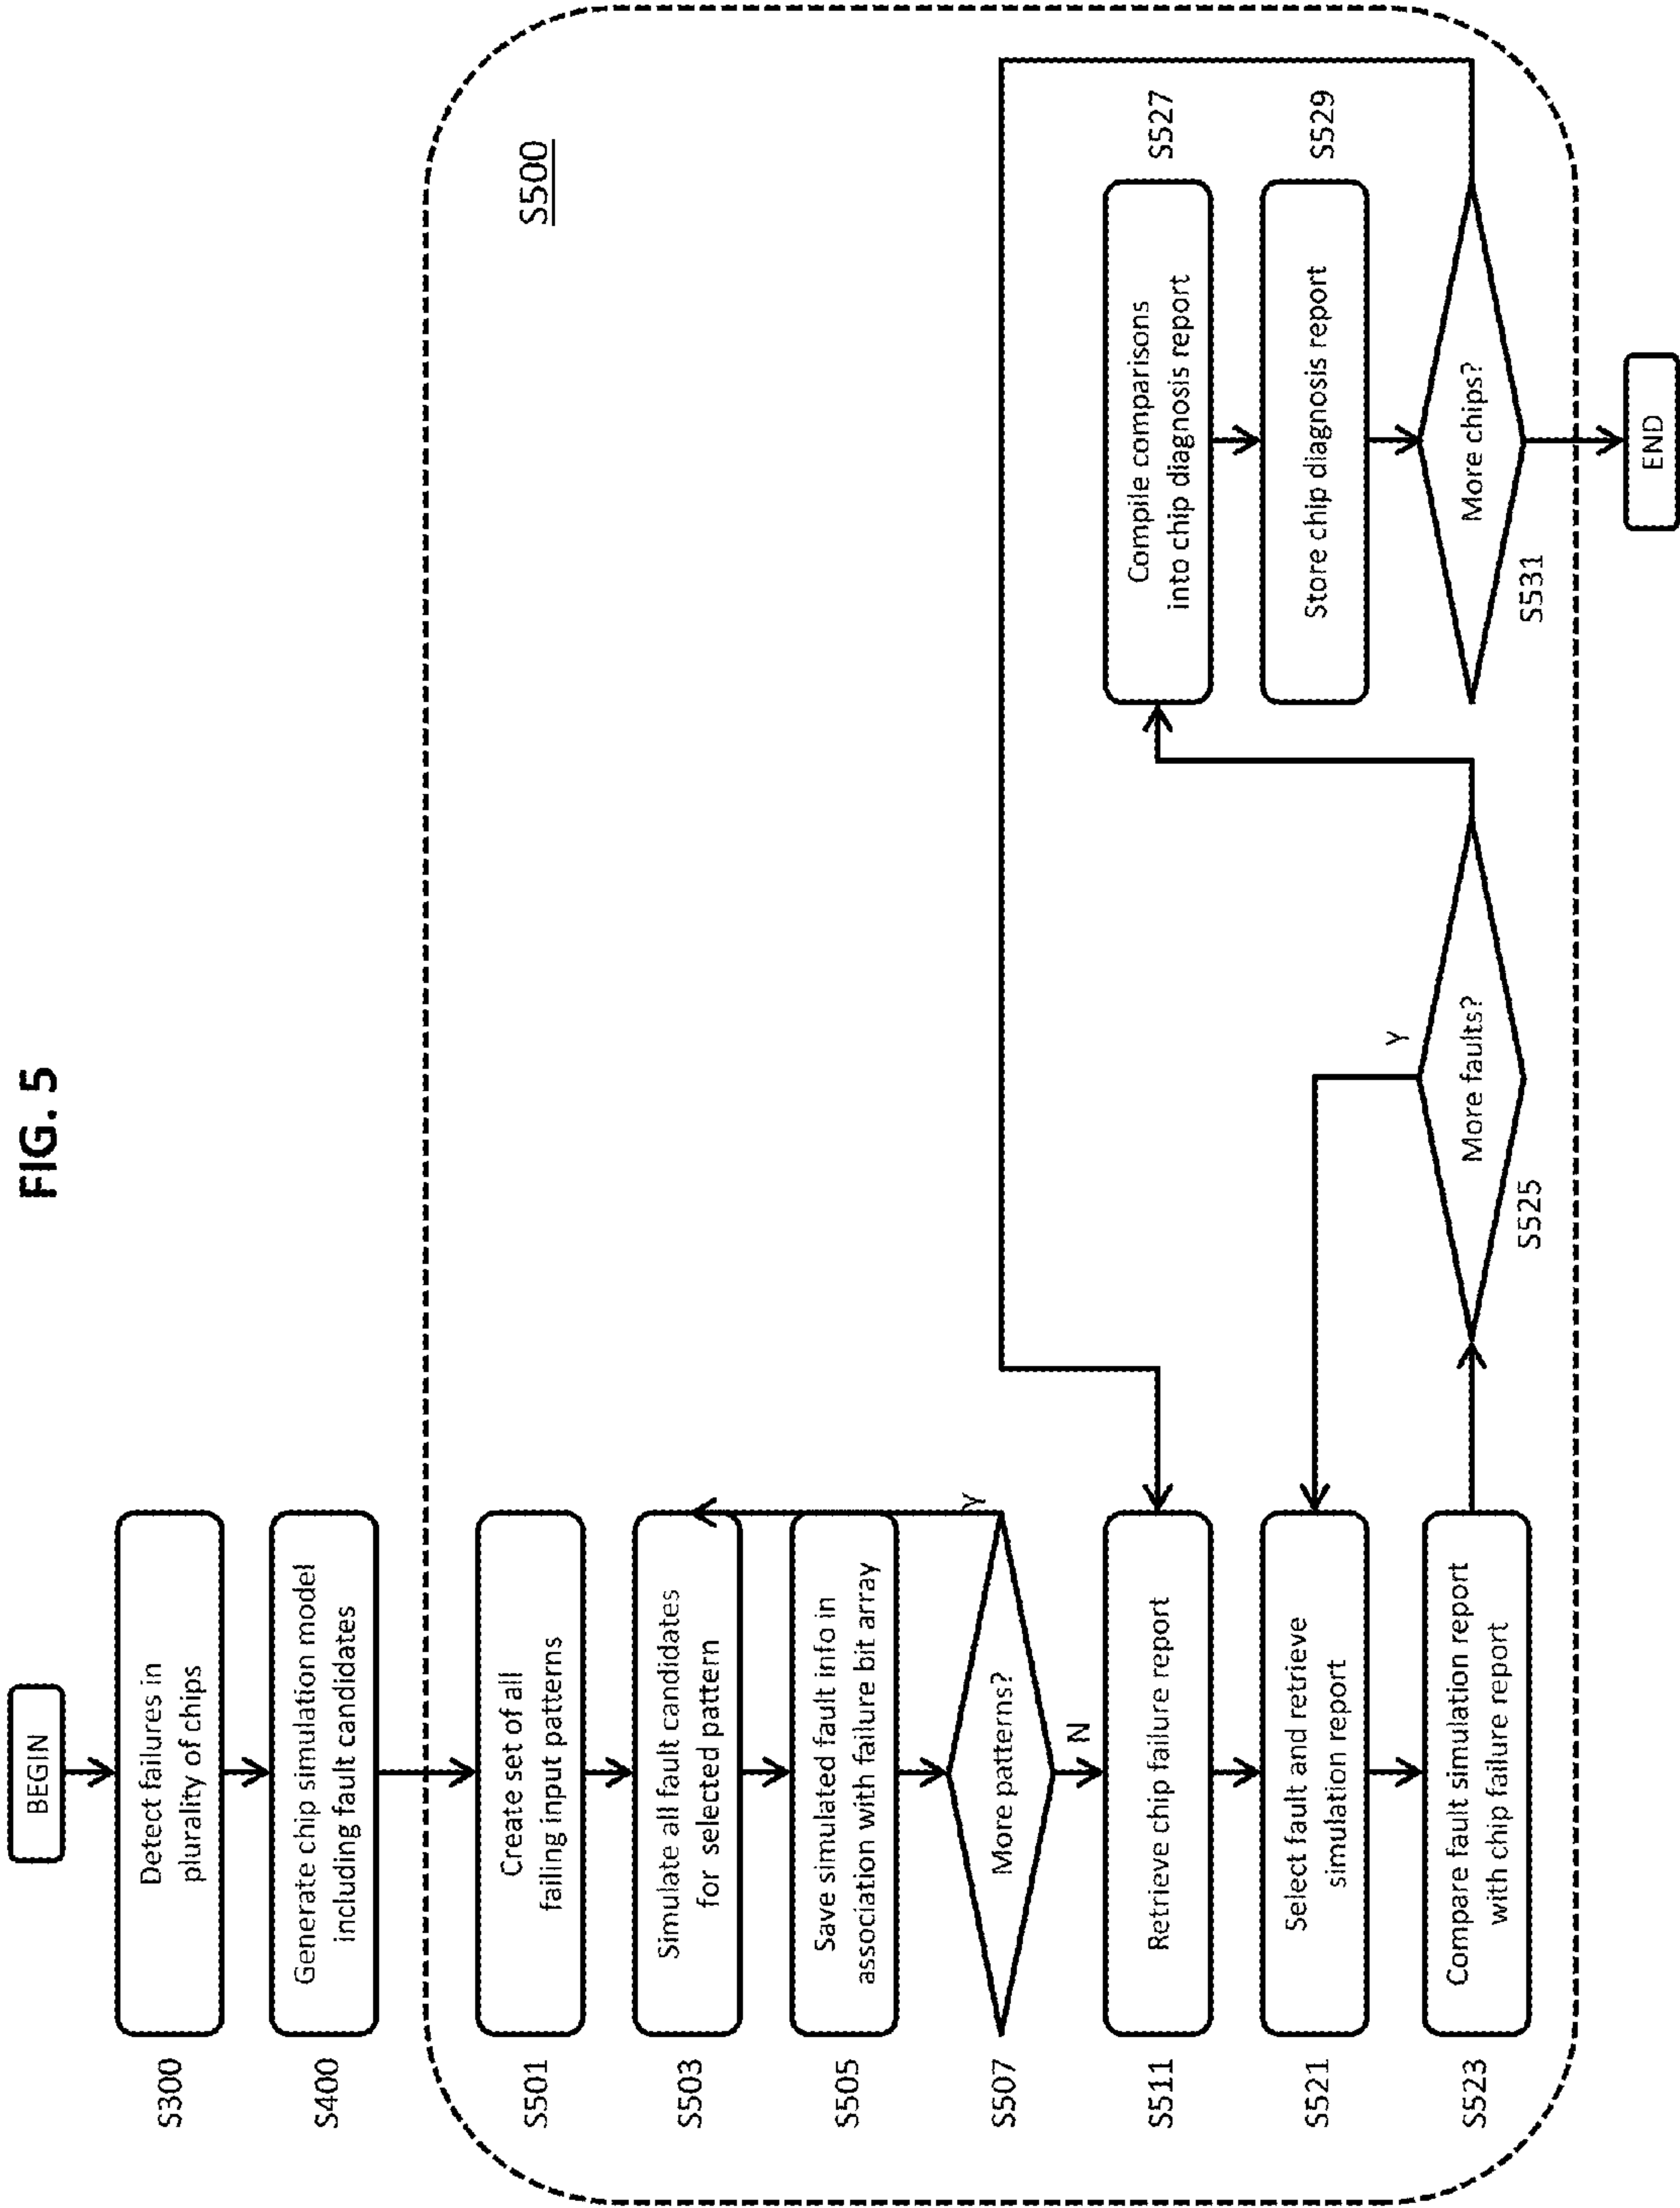 FIG. 5
BEGIN
S300
Detect failures in
plurality of chips
S400
Generate chip simulation model
including fault candidates
S500
S501
Create set of all
failing input patterns
S503
Simulate all fault candidates
for selected pattern
S505
Save simulated fault info in
association with failure bit array
S507
More patterns?
Y
N
S511
Retrieve chip failure report
S521
Select fault and retrieve
simulation report
S523
Compare fault simulation report
with chip failure report
S525
More faults?
Y
Compile comparisons
into chip diagnosis report
S527
Store chip diagnosis report
S529
More chips?
S531
END